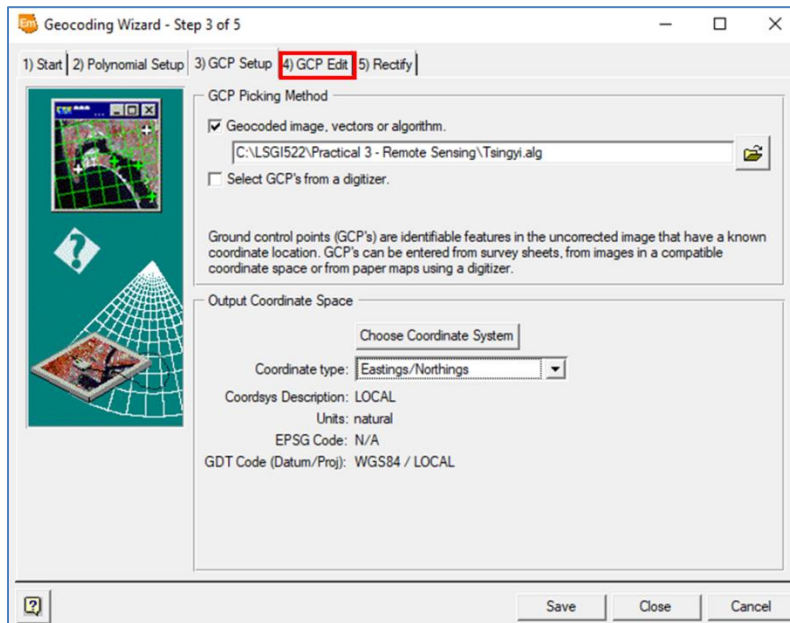 Em Geocoding Wizard - Step 3 of 5
1) Start 2) Polynomial Setup 3) GCP Setup 4) GCP Edit 5) Rectify
GCP Picking Method
Geocoded image, vectors or algorithm.
C:\LSGI522\Practical 3 - Remote Sensing\Tsingyi.alg
Select GCP's from a digitizer.
Ground control points (GCP's) are identifiable features in the uncorrected image that have a known
coordinate location. GCP's can be entered from survey sheets, from images in a compatible
coordinate space or from paper maps using a digitizer.
Output Coordinate Space
Choose Coordinate System
Coordinate type: Eastings/Northings
Coordsys Description: LOCAL
Units: natural
EPSG Code: N/A
GDT Code (Datum/Proj): WGS84 / LOCAL
?
Save Close Cancel